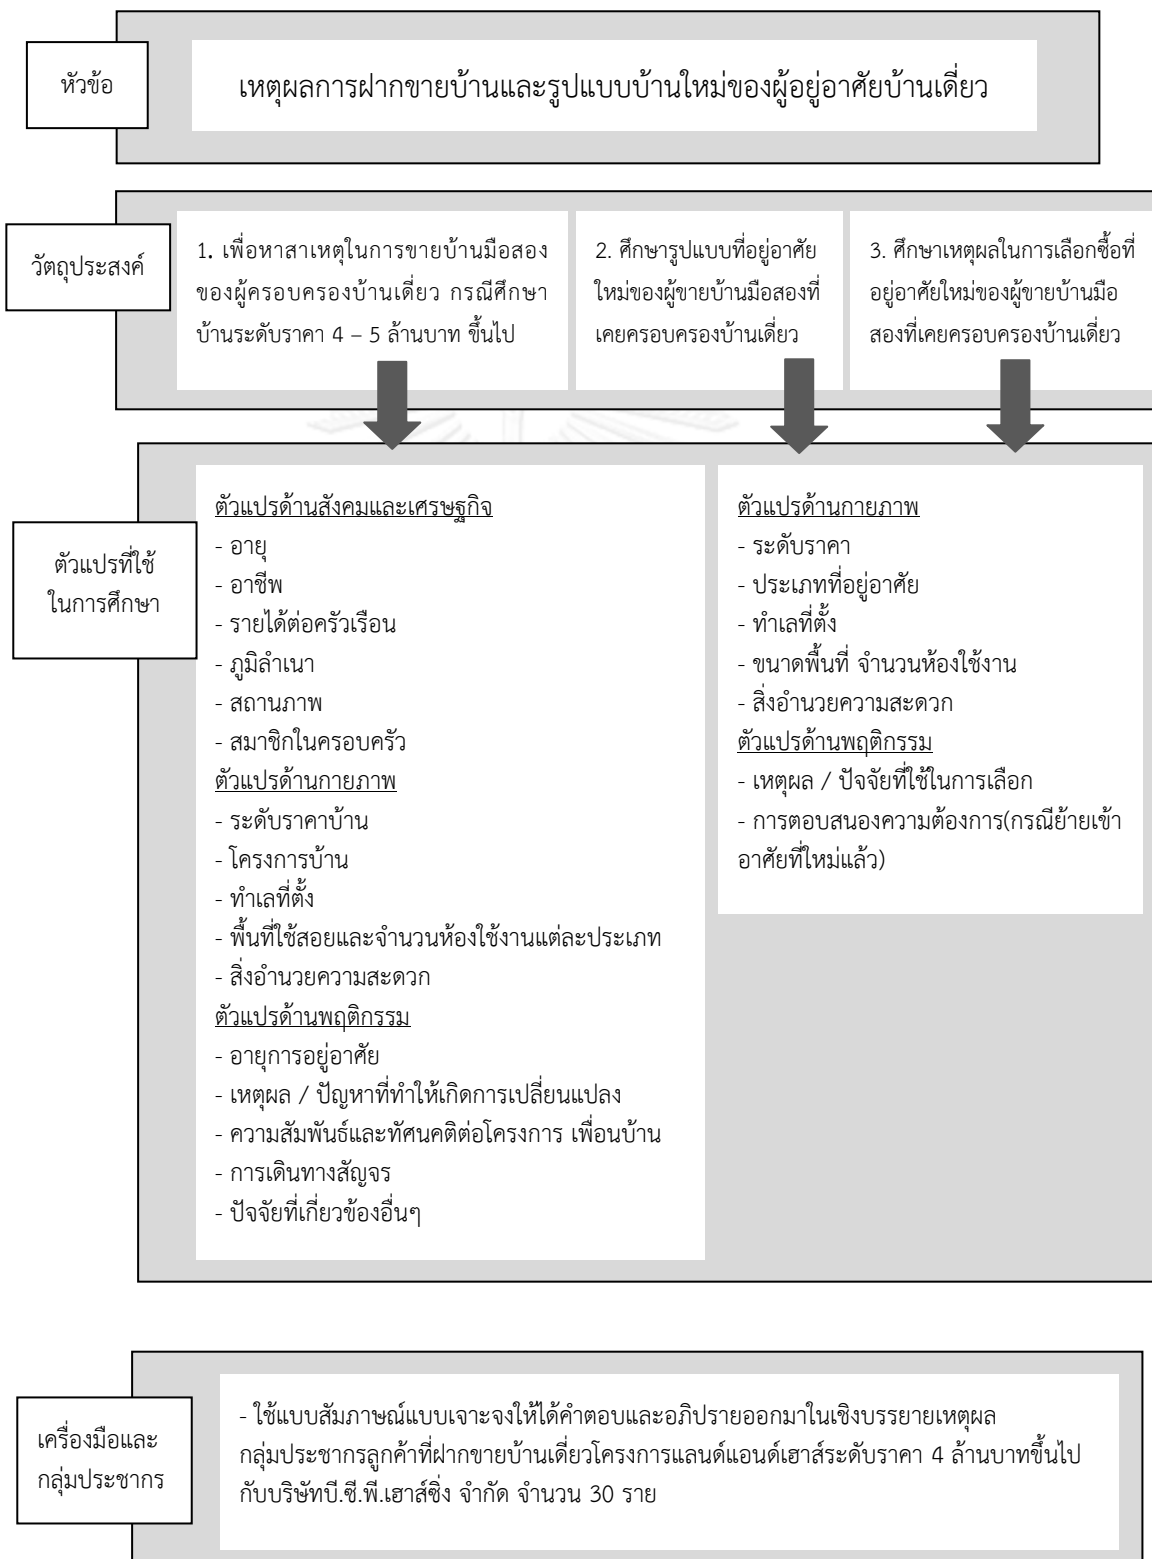 หัวข้อ
เหตุผลการฝากขายบ้านและรูปแบบบ้านใหม่ของผู้อยู่อาศัยบ้านเดี่ยว
วัตถุประสงค์
1. เพื่อหาสาเหตุในการขายบ้านมือสอง
ของผู้ครอบครองบ้านเดี่ยว กรณีศึกษา
บ้านระดับราคา 4 – 5 ล้านบาท ขึ้นไป
2. ศึกษารูปแบบที่อยู่อาศัย
ใหม่ของผู้ขายบ้านมือสองที่
เคยครอบครองบ้านเดี่ยว
3. ศึกษาเหตุผลในการเลือกซื้อที่
อยู่อาศัยใหม่ของผู้ขายบ้านมือ
สองที่เคยครอบครองบ้านเดี่ยว
ตัวแปรที่ใช้
ในการศึกษา
ตัวแปรด้านสังคมและเศรษฐกิจ
- อายุ
- อาชีพ
- รายได้ต่อครัวเรือน
- ภูมิลำเนา
- สถานภาพ
- สมาชิกในครอบครัว
ตัวแปรด้านกายภาพ
- ระดับราคาบ้าน
- โครงการบ้าน
- ทำเลที่ตั้ง
- พื้นที่ใช้สอยและจำนวนห้องใช้งานแต่ละประเภท
- สิ่งอำนวยความสะดวก
ตัวแปรด้านพฤติกรรม
- อายุการอยู่อาศัย
- เหตุผล / ปัญหาที่ทำให้เกิดการเปลี่ยนแปลง
- ความสัมพันธ์และทัศนคติต่อโครงการ เพื่อนบ้าน
- การเดินทางสัญจร
- ปัจจัยที่เกี่ยวข้องอื่นๆ
ตัวแปรด้านกายภาพ
- ระดับราคา
- ประเภทที่อยู่อาศัย
- ทำเลที่ตั้ง
- ขนาดพื้นที่ จำนวนห้องใช้งาน
- สิ่งอำนวยความสะดวก
ตัวแปรด้านพฤติกรรม
- เหตุผล / ปัจจัยที่ใช้ในการเลือก
- การตอบสนองความต้องการ(กรณีย้ายเข้า
อาศัยที่ใหม่แล้ว)
เครื่องมือและ
กลุ่มประชากร
- ใช้แบบสัมภาษณ์แบบเจาะจงให้ได้คำตอบและอภิปรายออกมาในเชิงบรรยายเหตุผล
กลุ่มประชากรลูกค้าที่ฝากขายบ้านเดี่ยวโครงการแลนด์แอนด์เฮาส์ระดับราคา 4 ล้านบาทขึ้นไป
กับบริษัทบี.ซี.พี.เฮาส์ซิ่ง จำกัด จำนวน 30 ราย